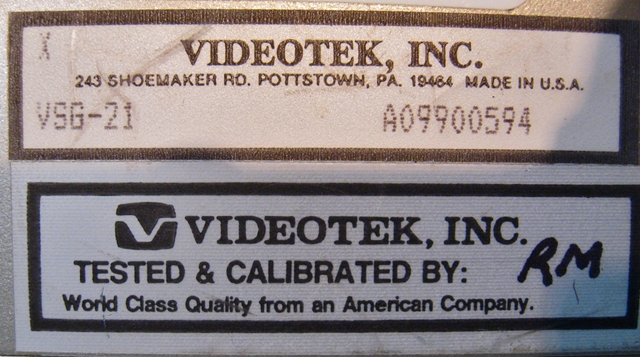 X
VIDEOTEK, INC.
243 SHOEMAKER RD. POTTSTOWN, PA. 19464 MADE IN U.S.A.
VSG-21 A09900594
VIDEOTEK, INC.
TESTED & CALIBRATED BY: RM
World Class Quality from an American Company.